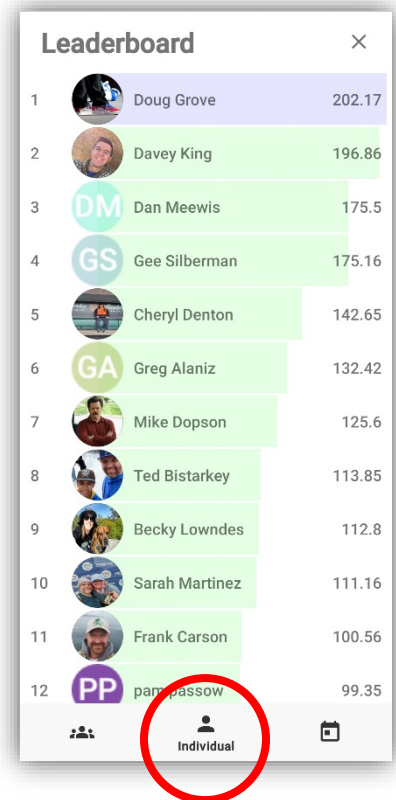 Leaderboard
1 Doug Grove 202.17
2 Davey King 196.86
3 DM Dan Meewis 175.5
4 GS Gee Silberman 175.16
5 Cheryl Denton 142.65
6 GA Greg Alaniz 132.42
7 Mike Dopson 125.6
8 Ted Bistarkey 113.85
9 Becky Lowndes 112.8
10 Sarah Martinez 111.16
11 Frank Carson 100.56
12 PP pam passow 99.35
Individual